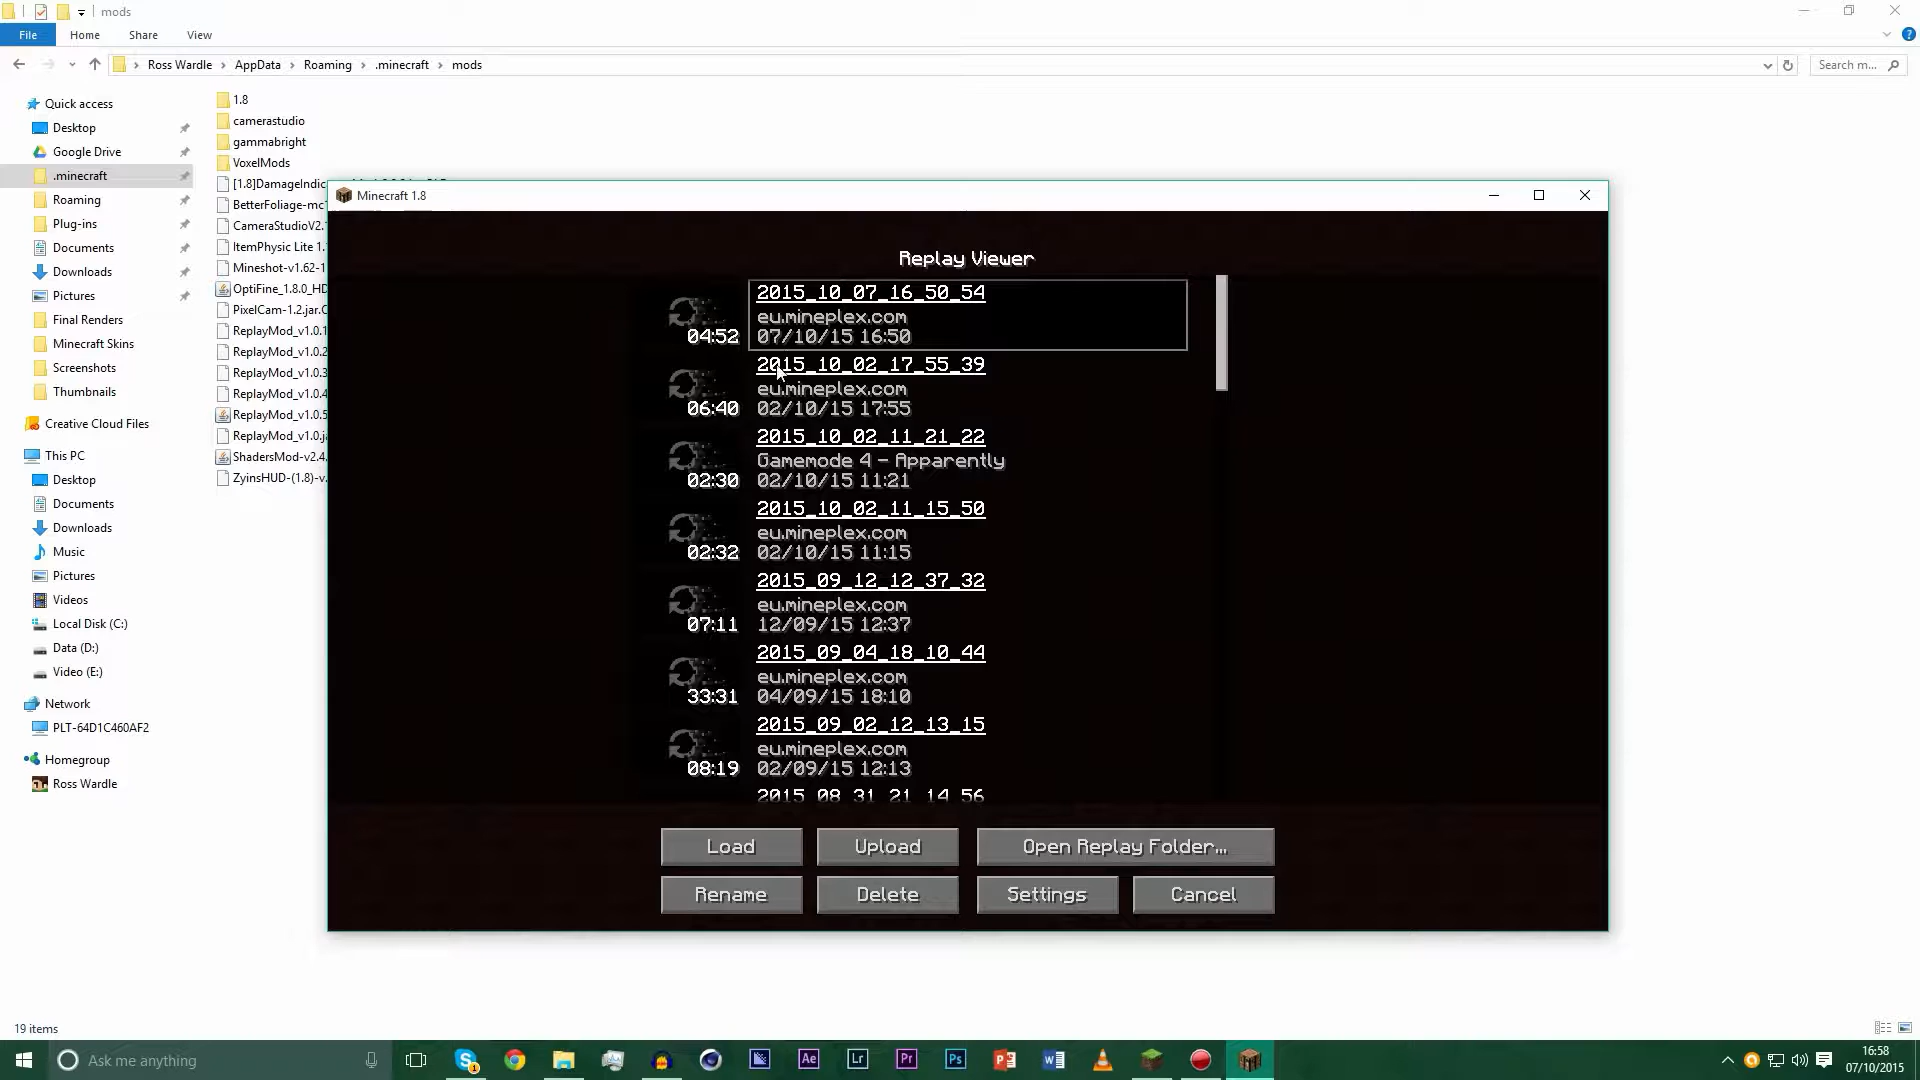 mods
File Home Share View
Ross Wardle AppData Roaming .minecraft mods
Search m...
Quick access
Desktop
Google Drive
.minecraft
Roaming
Plug-ins
Documents
Downloads
Pictures
Final Renders
Minecraft Skins
Screenshots
Thumbnails
Creative Cloud Files
This PC
Desktop
Documents
Downloads
Music
Pictures
Videos
Local Disk (C:)
Data (D:)
Video (E:)
Network
PLT-64D1C460AF2
Homegroup
Ross Wardle
1.8
camerastudio
gammabright
VoxelMods
[1.8]DamageIndic
BetterFoliage-mc1
CameraStudioV2.
ItemPhysic Lite 1.
Mineshot-v1.62-1
OptiFine_1.8.0_HD
PixelCam-1.2.jar.
ReplayMod_v1.0.1
ReplayMod_v1.0.2
ReplayMod_v1.0.3
ReplayMod_v1.0.4
ReplayMod_v1.0.5
ReplayMod_v1.0.j
ShadersMod-v2.4.
ZyinsHUD-(1.8)-v.
Minecraft 1.8
Replay Viewer
2015_10_07_16_50_54
eu.mineplex.com
04:52 07/10/15 16:50
2015_10_02_17_55_39
eu.mineplex.com
06:40 02/10/15 17:55
2015_10_02_11_21_22
Gamemode 4 - Apparently
02:30 02/10/15 11:21
2015_10_02_11_15_50
eu.mineplex.com
02:32 02/10/15 11:15
2015_09_12_12_37_32
eu.mineplex.com
07:11 12/09/15 12:37
2015_09_04_18_10_44
eu.mineplex.com
33:31 04/09/15 18:10
2015_09_02_12_13_15
eu.mineplex.com
08:19 02/09/15 12:13
2015_08_31_21_14_56
Load Upload Open Replay Folder...
Rename Delete Settings Cancel
19 items
Ask me anything
Ae Lr Pr Ps
16:58
07/10/2015